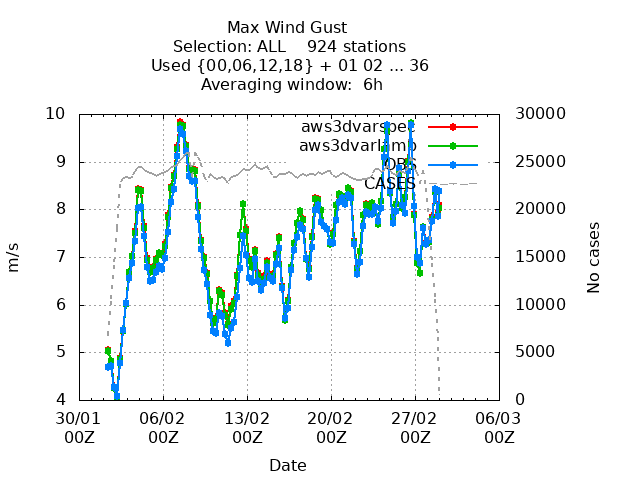 Max Wind Gust
Selection: ALL    924 stations
Used {00,06,12,18} + 01 02 ... 36
Averaging window:  6h
10
9
8
7
6
5
4
m/s
30000
25000
20000
15000
10000
5000
0
No cases
aws3dvarspec
aws3dvarlamp
OBS
CASES
30/01 06/02 13/02 20/02 27/02 06/03
00Z 00Z 00Z 00Z 00Z 00Z
Date